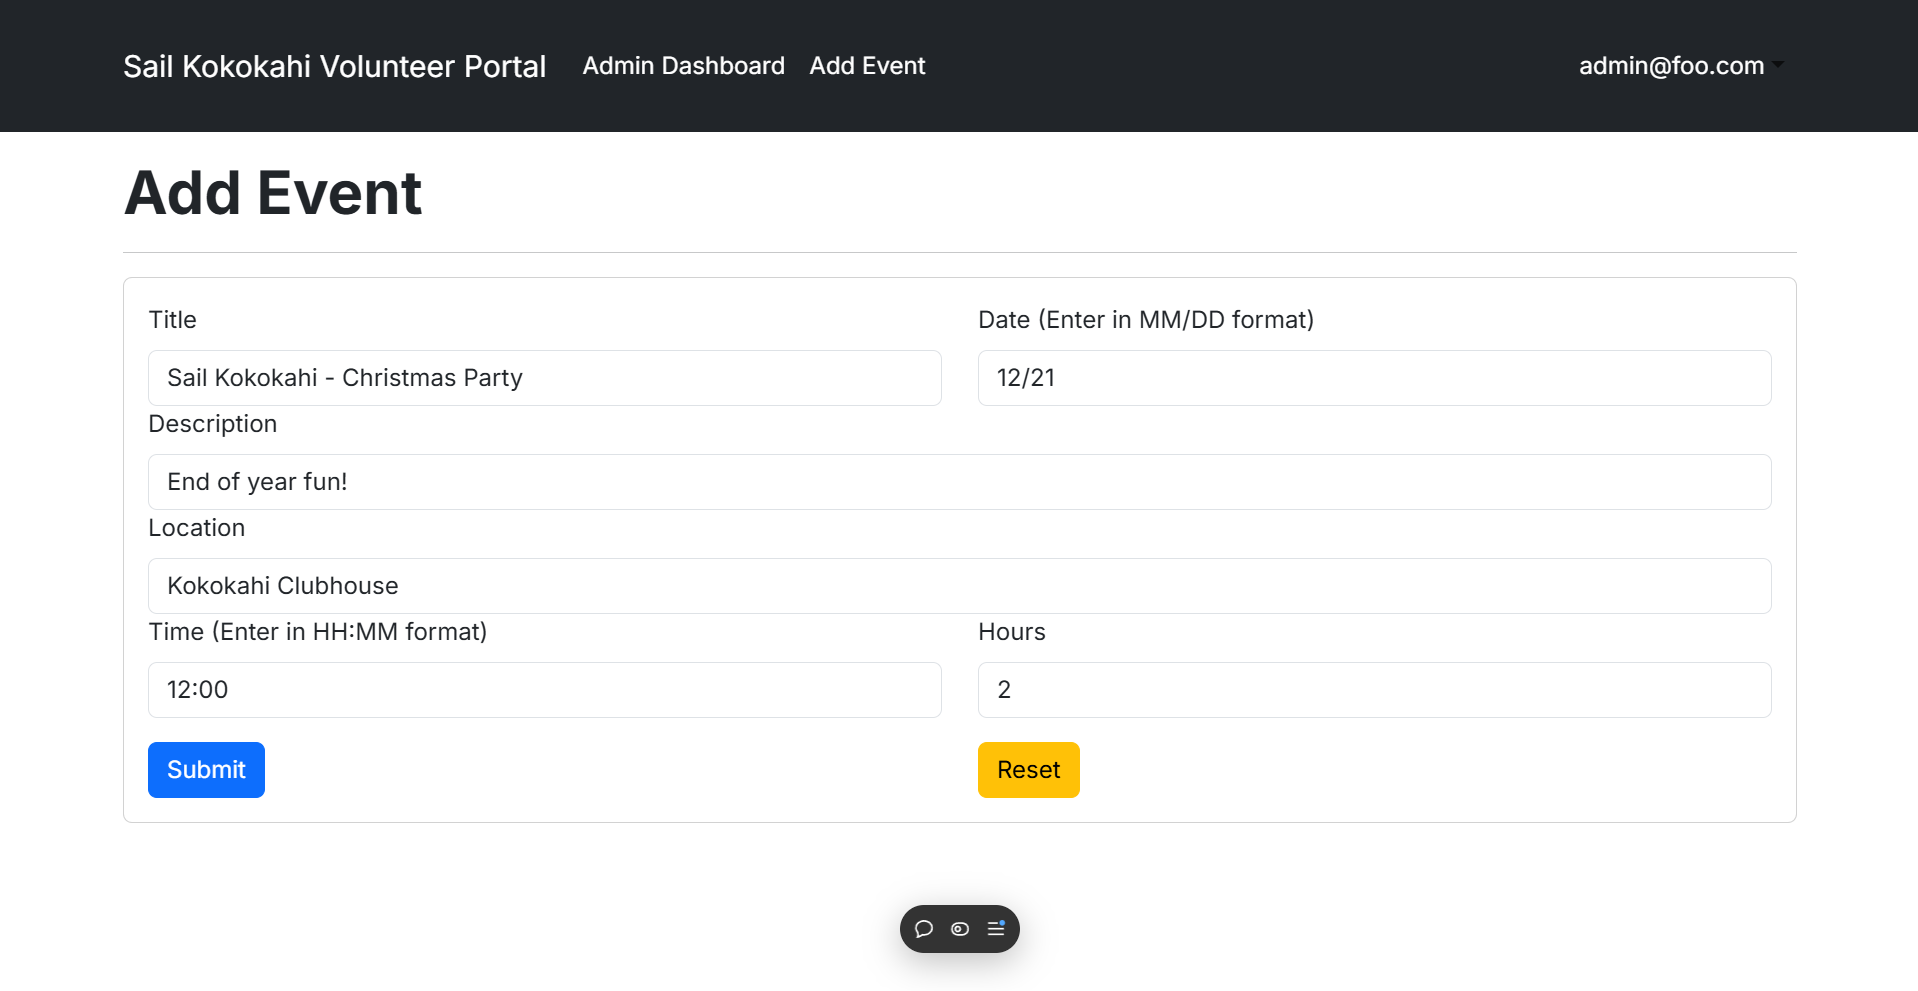 Sail Kokokahi Volunteer Portal Admin Dashboard Add Event admin@foo.com
Add Event
Title
Date (Enter in MM/DD format)
Sail Kokokahi - Christmas Party
12/21
Description
End of year fun!
Location
Kokokahi Clubhouse
Time (Enter in HH:MM format)
Hours
12:00
2
Submit
Reset